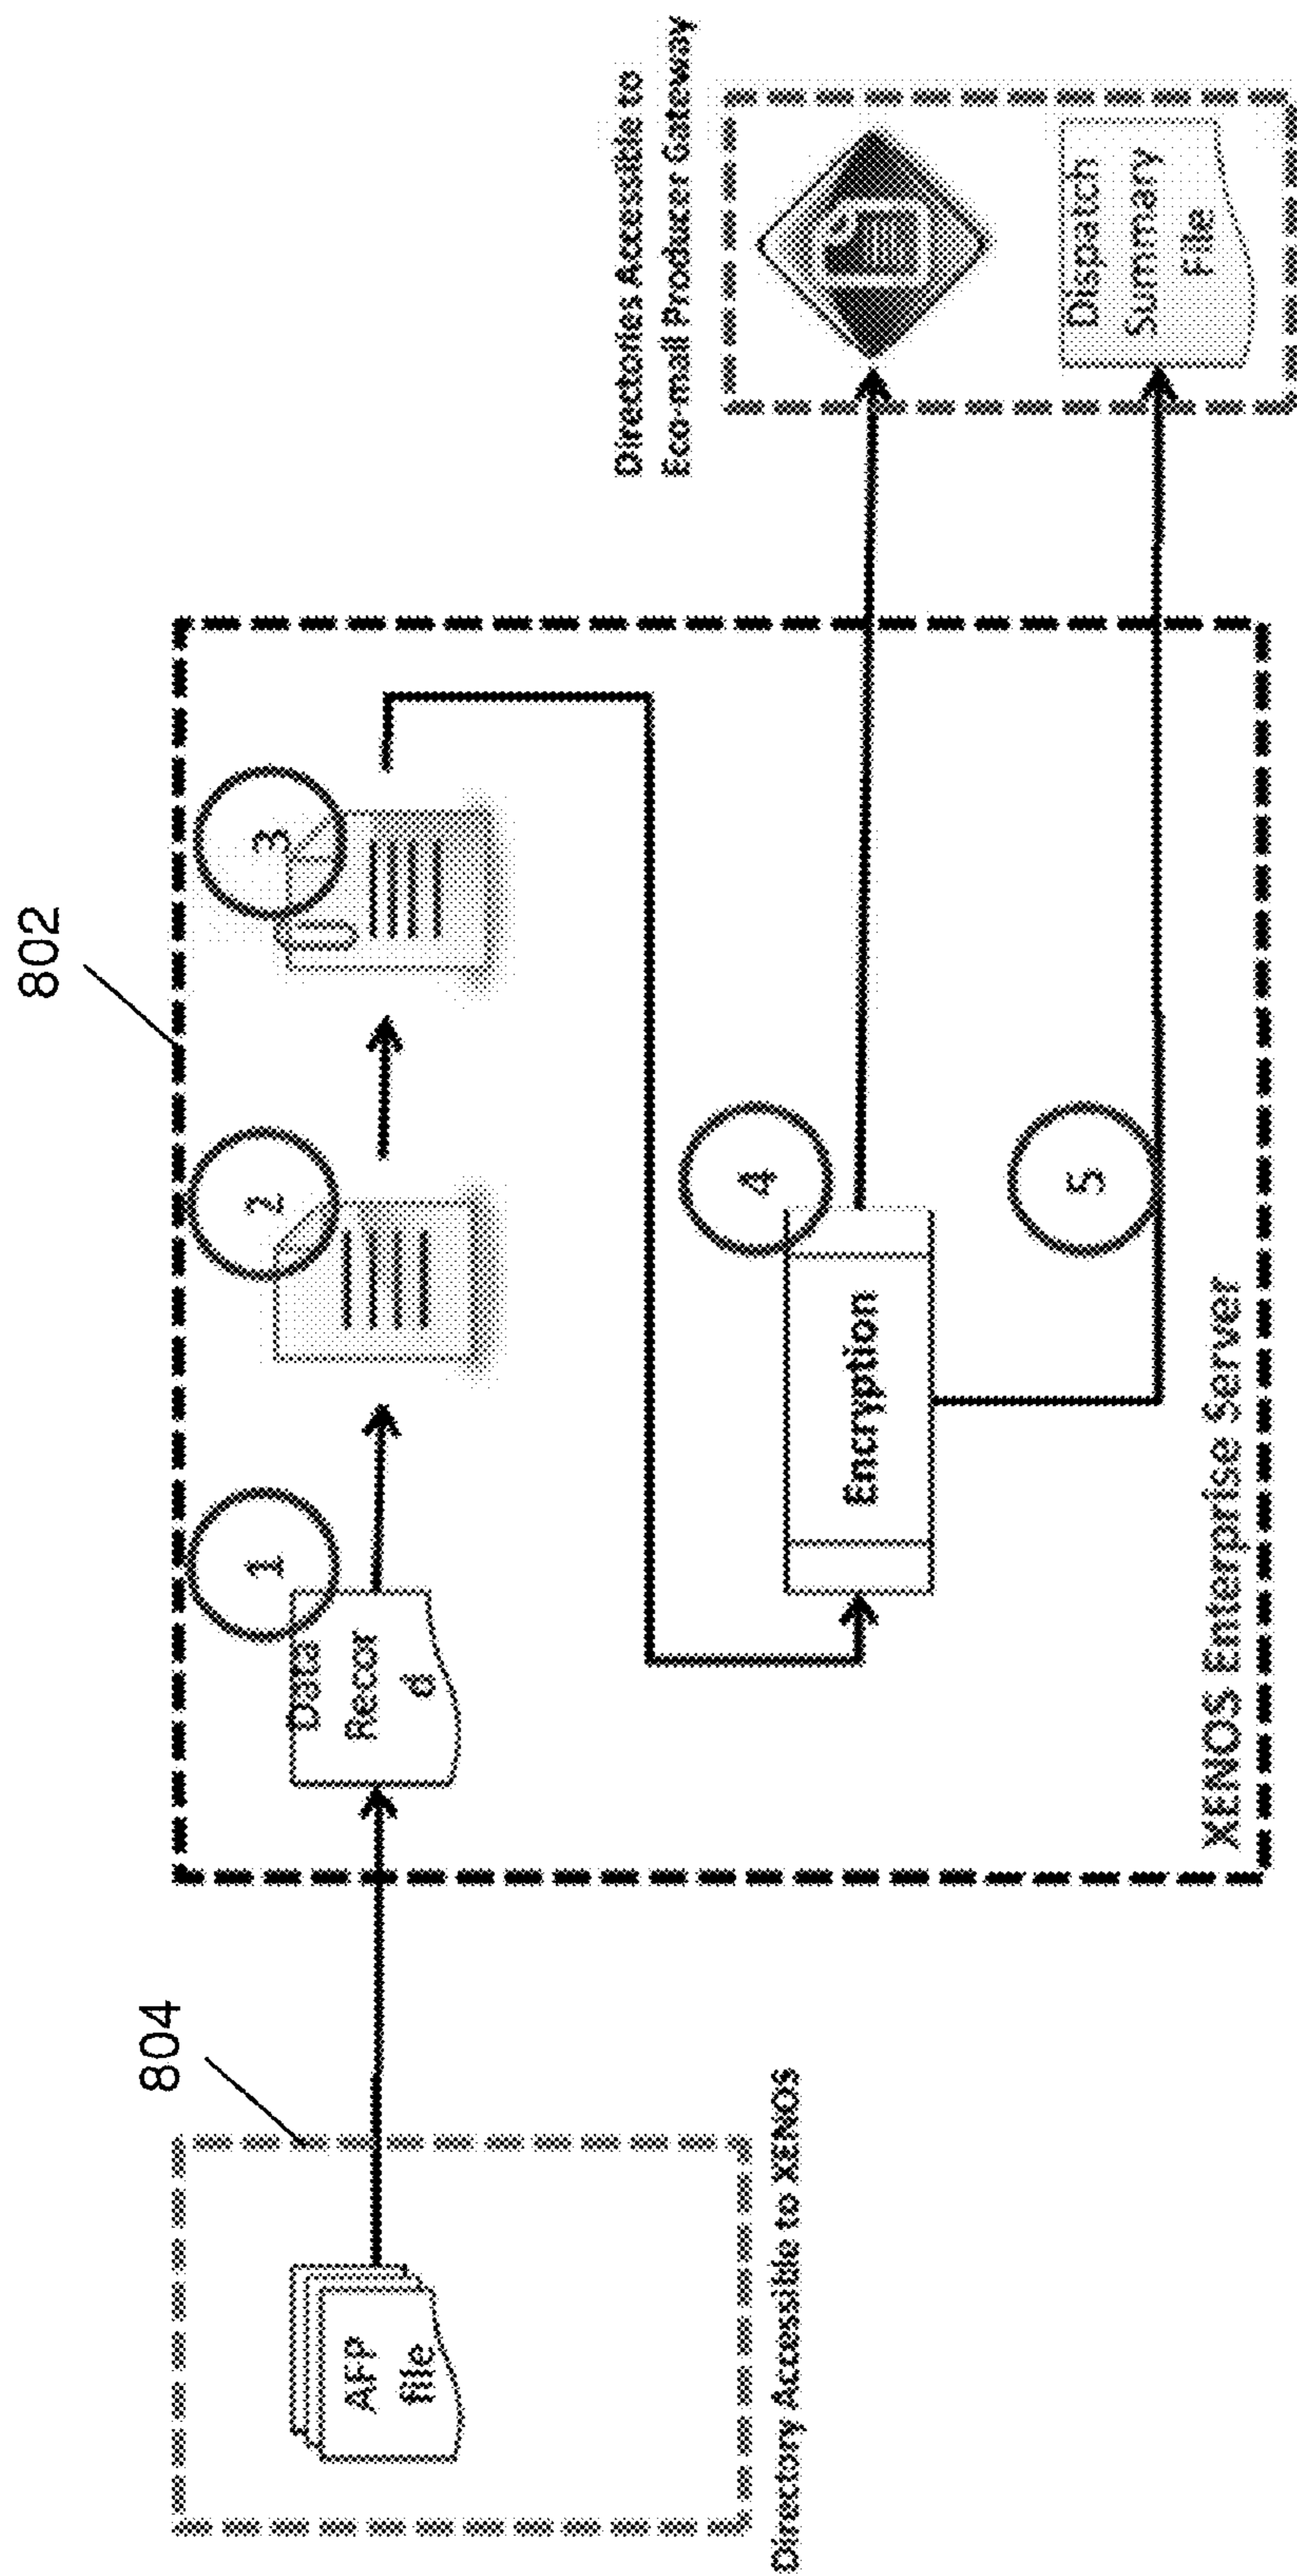 802
804
AFP
file
Directory Accessible to XENOS
1
Data
Recor
d
2
3
4
Encryption
5
XENOS Enterprise Server
Directories Accessible to
Eco-mail Producer Gateway
Dispatch
Summary
File